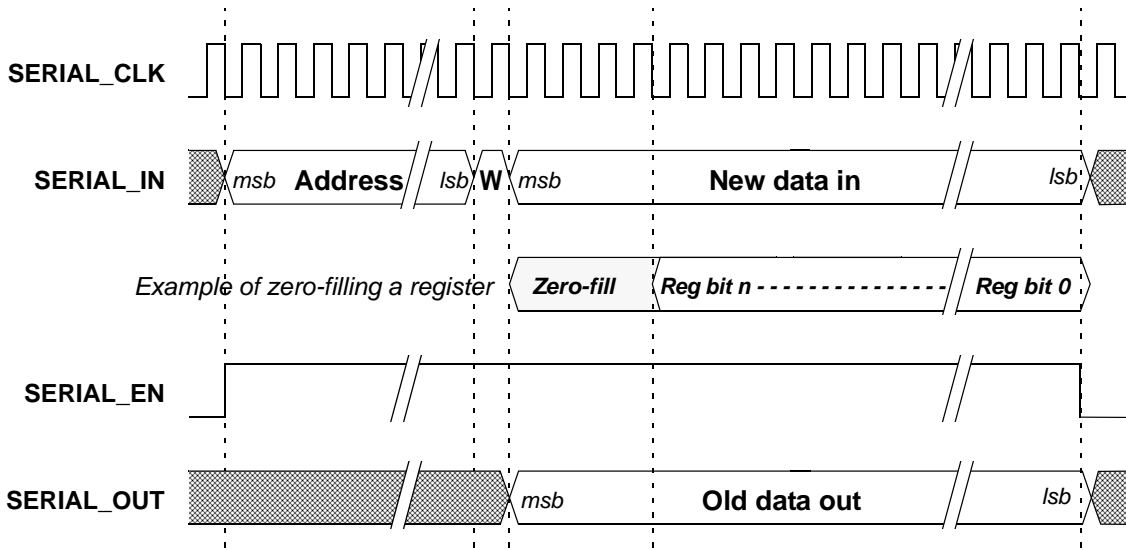 SERIAL_CLK
SERIAL_IN msb Address lsb W msb New data in lsb
Example of zero-filling a register Zero-fill Reg bit n - - - - - - - - - - - - - - - Reg bit 0
SERIAL_EN
SERIAL_OUT msb Old data out lsb